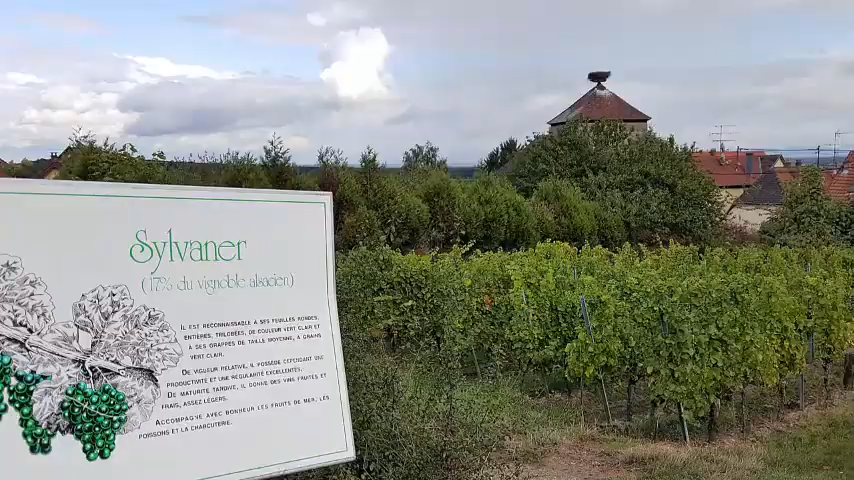 Sylvaner
(17% du vignoble alsacien)
Il est reconnaissable à ses feuilles rondes,
entières, trilobées, de couleur vert clair et
à ses grappes de taille moyenne, à grains
vert clair.
De vigueur relative, il possède cependant une
productivité et une régularité excellentes.
De maturité tardive, il donne des vins fruités et
frais, assez légers.
Accompagne avec bonheur les fruits de mer, les
poissons et la charcuterie.